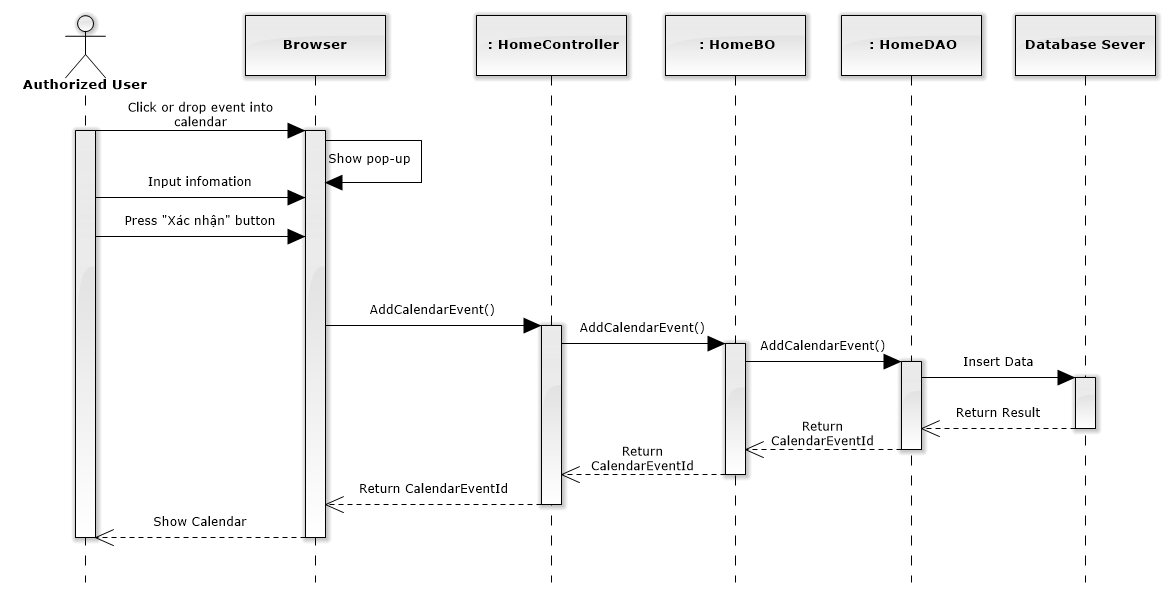 Authorized User
Browser
: HomeController
: HomeBO
: HomeDAO
Database Sever
Click or drop event into
calendar
Show pop-up
Input infomation
Press "Xác nhận" button
AddCalendarEvent()
AddCalendarEvent()
AddCalendarEvent()
Insert Data
Return Result
Return
CalendarEventId
Return
CalendarEventId
Return CalendarEventId
Show Calendar